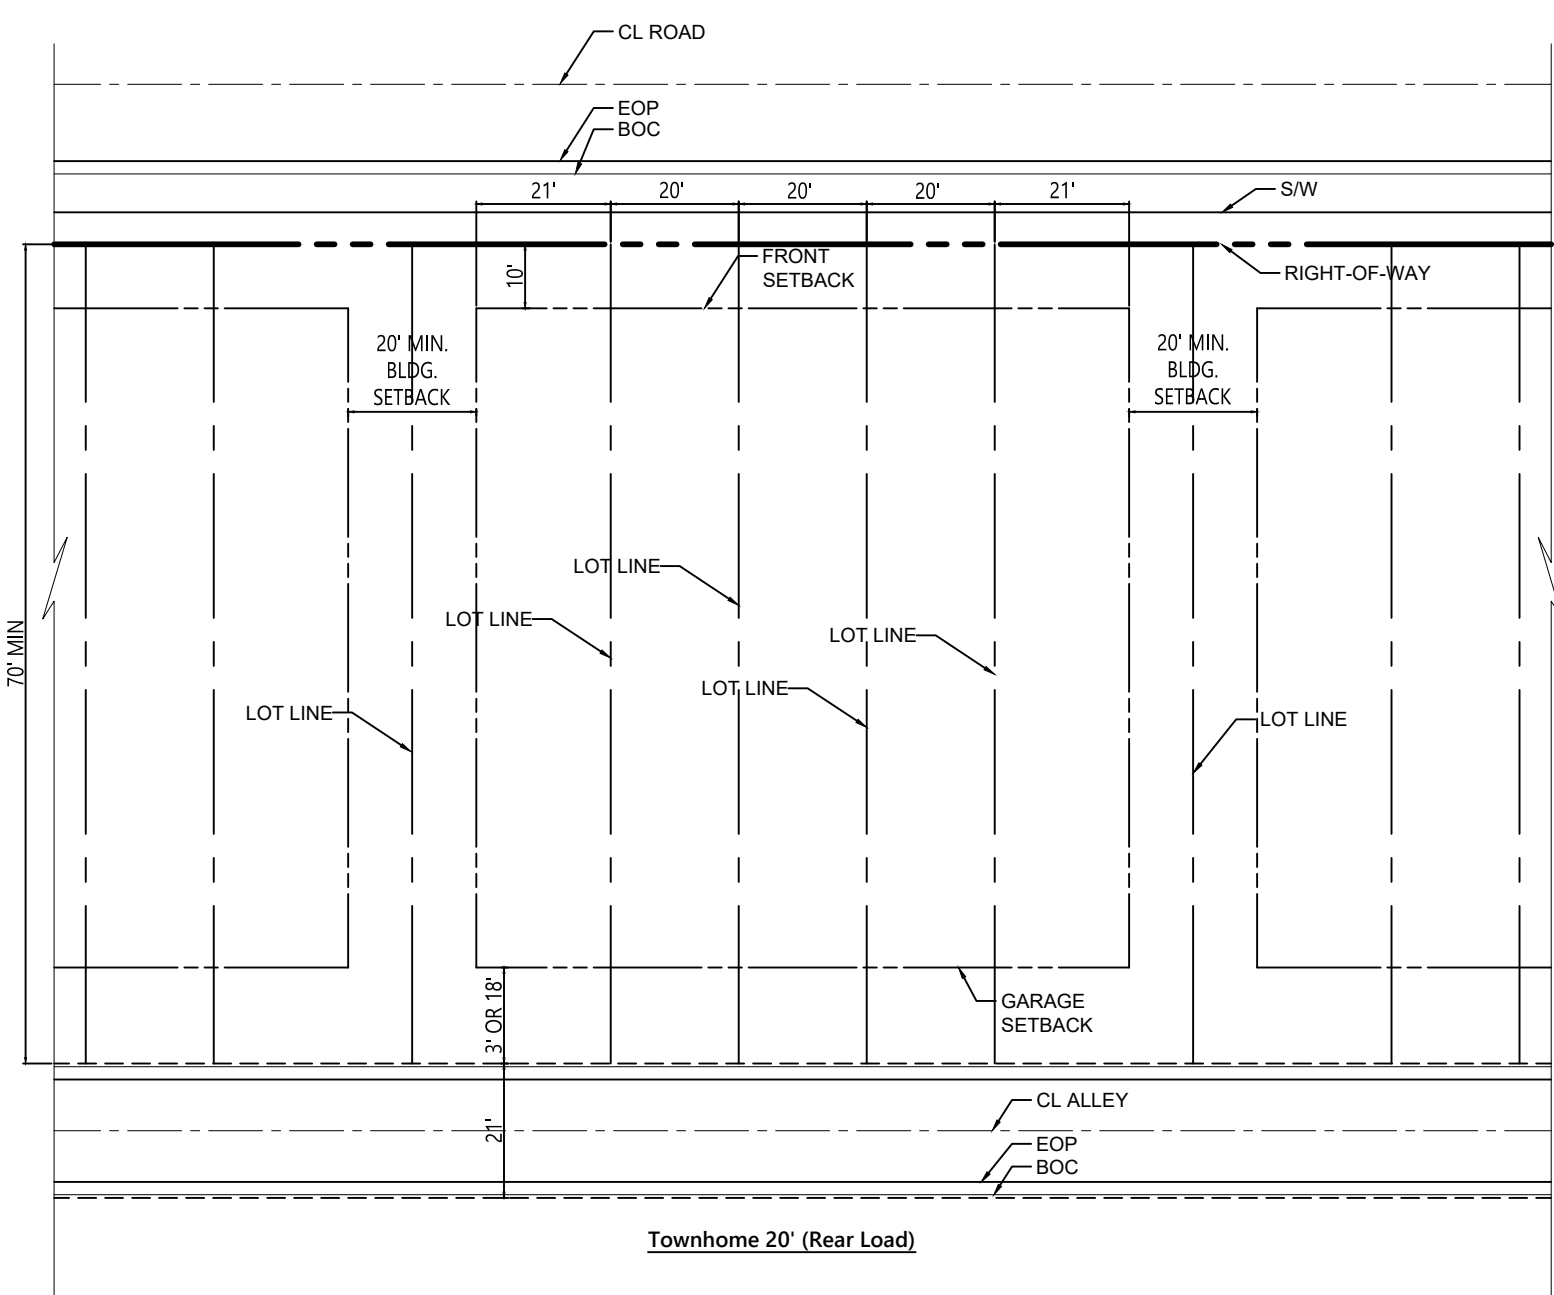 CL ROAD
EOP
BOC
21'
20'
20'
20'
21'
S/W
FRONT
SETBACK
RIGHT-OF-WAY
10'
20' MIN.
BLDG.
SETBACK
20' MIN.
BLDG.
SETBACK
LOT LINE
LOT LINE
LOT LINE
70' MIN
LOT LINE
LOT LINE
LOT LINE
3' OR 18'
GARAGE
SETBACK
CL ALLEY
21'
EOP
BOC
Townhome 20' (Rear Load)